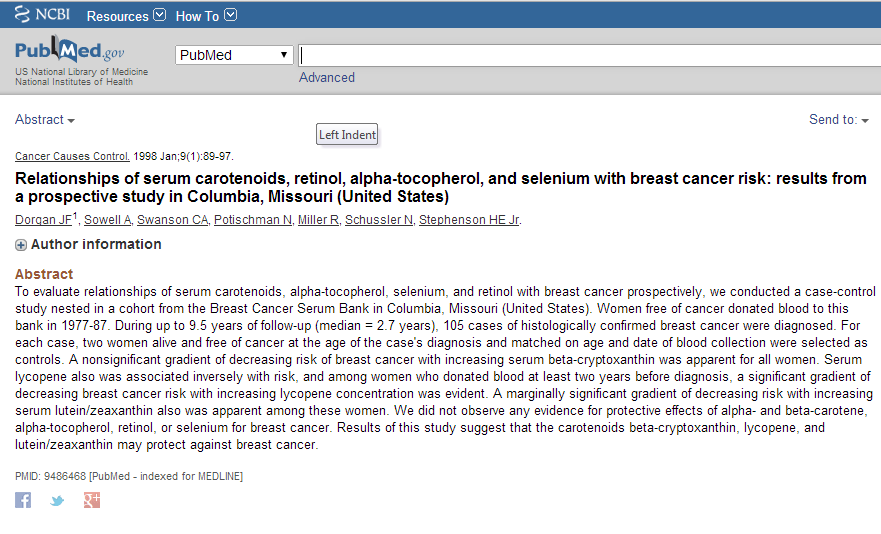 NCBI Resources How To
PubMed.gov
US National Library of Medicine
National Institutes of Health
PubMed
Advanced
Abstract
Send to:
Left Indent
Cancer Causes Control. 1998 Jan;9(1):89-97.
Relationships of serum carotenoids, retinol, alpha-tocopherol, and selenium with breast cancer risk: results from
a prospective study in Columbia, Missouri (United States)
Dorgan JF1, Sowell A, Swanson CA, Potischman N, Miller R, Schussler N, Stephenson HE Jr.
Author information
Abstract
To evaluate relationships of serum carotenoids, alpha-tocopherol, selenium, and retinol with breast cancer prospectively, we conducted a case-control
study nested in a cohort from the Breast Cancer Serum Bank in Columbia, Missouri (United States). Women free of cancer donated blood to this
bank in 1977-87. During up to 9.5 years of follow-up (median = 2.7 years), 105 cases of histologically confirmed breast cancer were diagnosed. For
each case, two women alive and free of cancer at the age of the case's diagnosis and matched on age and date of blood collection were selected as
controls. A nonsignificant gradient of decreasing risk of breast cancer with increasing serum beta-cryptoxanthin was apparent for all women. Serum
lycopene also was associated inversely with risk, and among women who donated blood at least two years before diagnosis, a significant gradient of
decreasing breast cancer risk with increasing lycopene concentration was evident. A marginally significant gradient of decreasing risk with increasing
serum lutein/zeaxanthin also was apparent among these women. We did not observe any evidence for protective effects of alpha- and beta-carotene,
alpha-tocopherol, retinol, or selenium for breast cancer. Results of this study suggest that the carotenoids beta-cryptoxanthin, lycopene, and
lutein/zeaxanthin may protect against breast cancer.
PMID: 9486468 [PubMed - indexed for MEDLINE]